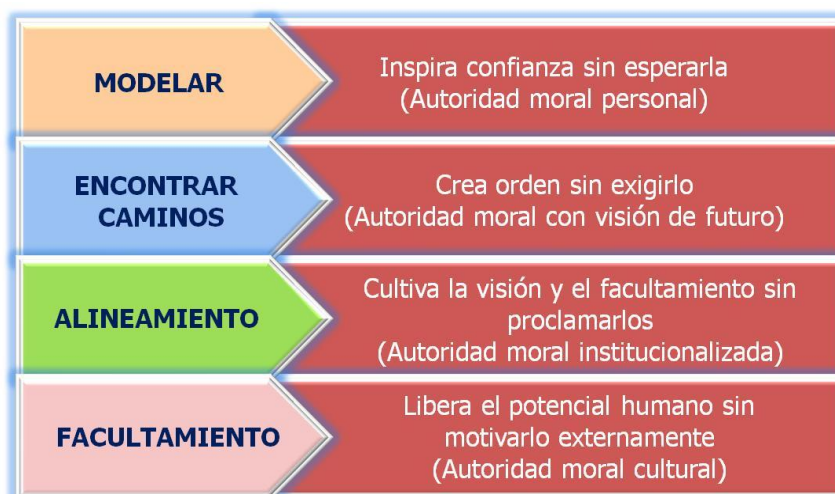 MODELAR
Inspira confianza sin esperarla
(Autoridad moral personal)
ENCONTRAR
CAMINOS
Crea orden sin exigirlo
(Autoridad moral con visión de futuro)
ALINEAMIENTO
Cultiva la visión y el facultamiento sin
proclamarlos
(Autoridad moral institucionalizada)
FACULTAMIENTO
Libera el potencial humano sin
motivarlo externamente
(Autoridad moral cultural)